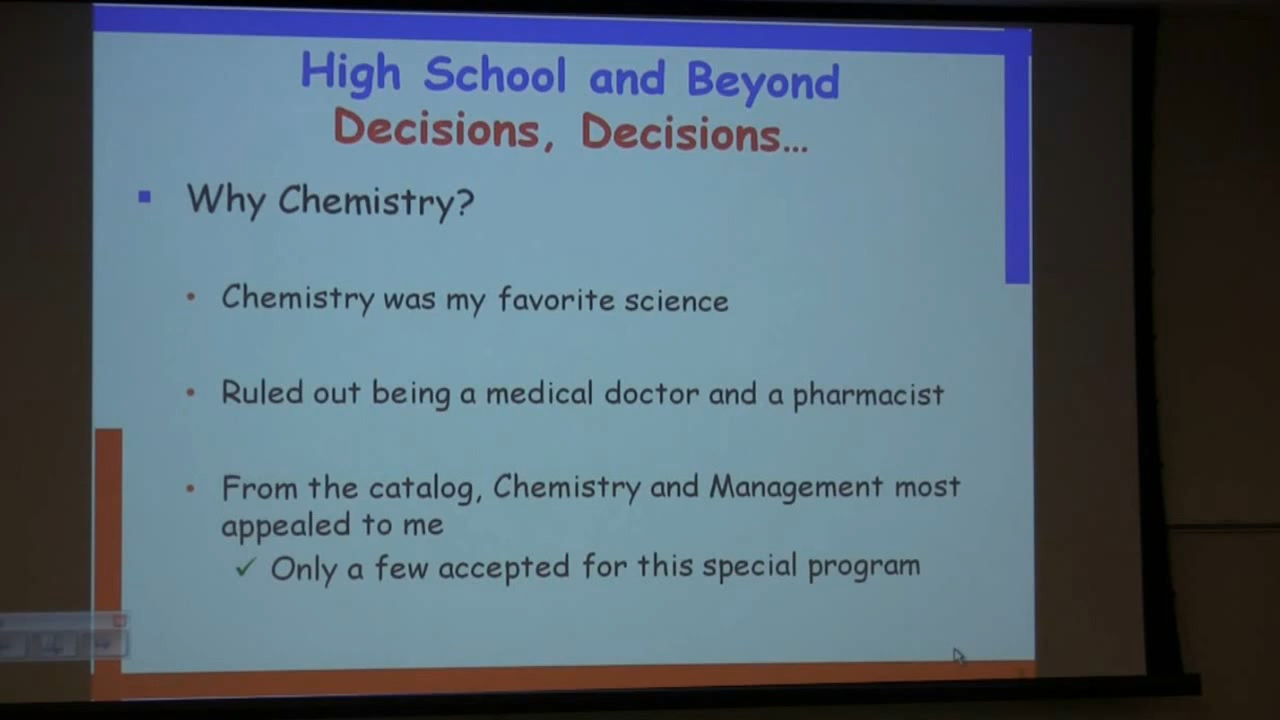 High School and Beyond
Decisions, Decisions...
▪ Why Chemistry?
• Chemistry was my favorite science
• Ruled out being a medical doctor and a pharmacist
• From the catalog, Chemistry and Management most
appealed to me
✓ Only a few accepted for this special program